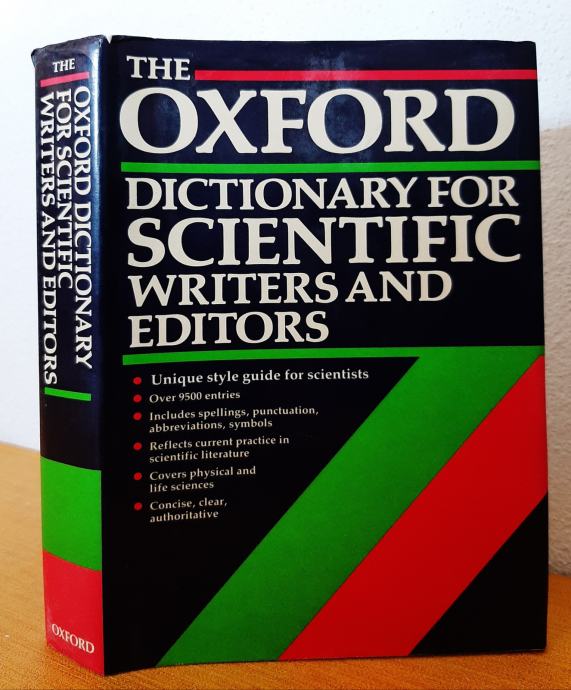 THE
OXFORD DICTIONARY
FOR SCIENTIFIC
WRITERS AND EDITORS
OXFORD
THE
OXFORD
DICTIONARY FOR
SCIENTIFIC
WRITERS AND
EDITORS
• Unique style guide for scientists
• Over 9500 entries
• Includes spellings, punctuation,
abbreviations, symbols
• Reflects current practice in
scientific literature
• Covers physical and
life sciences
• Concise, clear,
authoritative